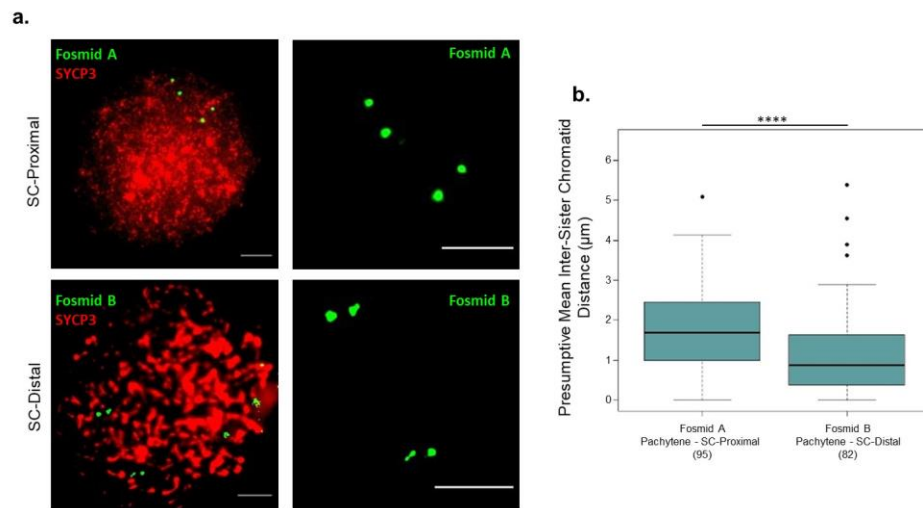 a.
Fosmid A
SYCP3
Fosmid A
SC-Proximal
Fosmid B
SYCP3
Fosmid B
SC-Distal
b.
****
Presumptive Mean Inter-Sister Chromatid
Distance (μm)
6
5
4
3
2
1
0
Fosmid A
Pachytene - SC-Proximal
(95)
Fosmid B
Pachytene - SC-Distal
(82)